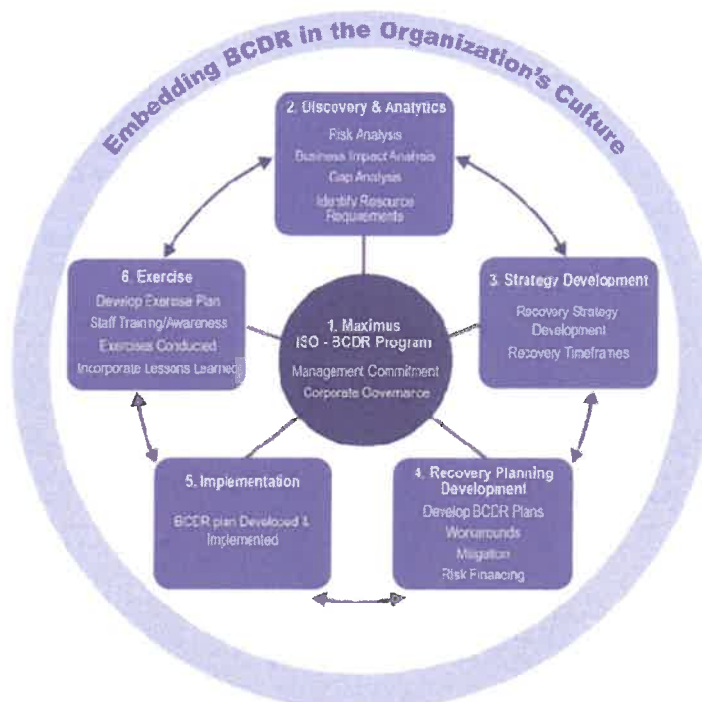 Embedding BCDR in the Organization's Culture
2. Discovery & Analytics
Risk Analysis
Business Impact Analysis
Gap Analysis
Identify Resource
Requirements
3. Strategy Development
Recovery Strategy
Development
Recovery Timeframes
1. Maximus
ISO - BCDR Program
Management Commitment
Corporate Governance
6. Exercise
Develop Exercise Plan
Staff Training/Awareness
Exercises Conducted
Incorporate Lessons Learned
5. Implementation
BCDR plan Developed &
Implemented
4. Recovery Planning
Development
Develop BCDR Plans
Workarounds
Mitigation
Risk Financing